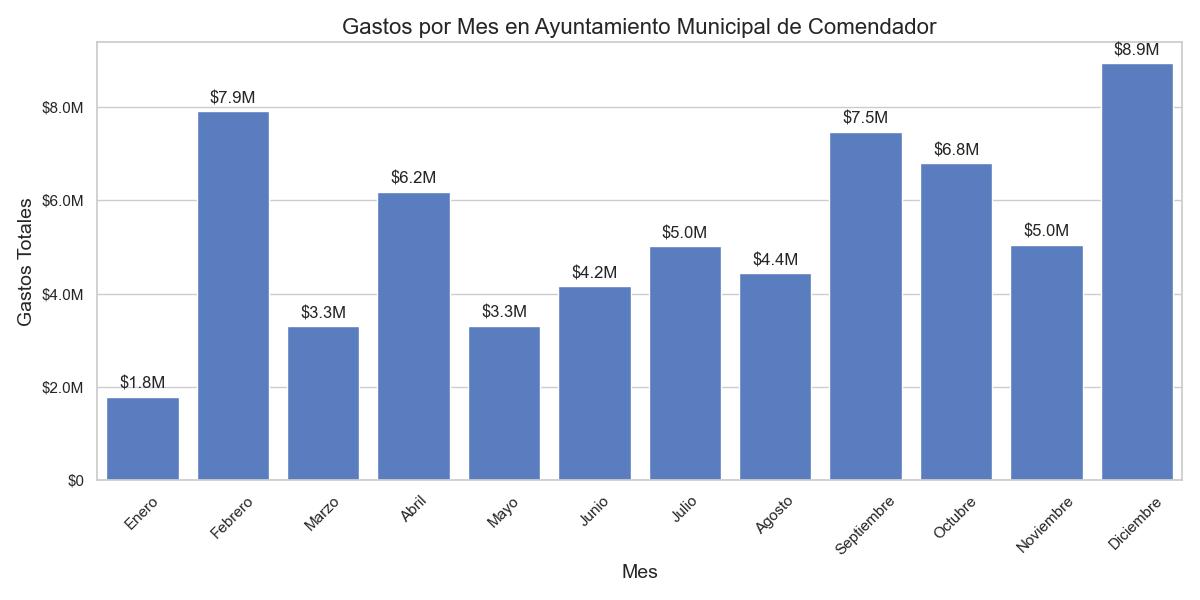 Gastos por Mes en Ayuntamiento Municipal de Comendador
Gastos Totales
$8.0M
$6.0M
$4.0M
$2.0M
$0
$1.8M
$7.9M
$3.3M
$6.2M
$3.3M
$4.2M
$5.0M
$4.4M
$7.5M
$6.8M
$5.0M
$8.9M
Enero
Febrero
Marzo
Abril
Mayo
Junio
Julio
Agosto
Septiembre
Octubre
Noviembre
Diciembre
Mes